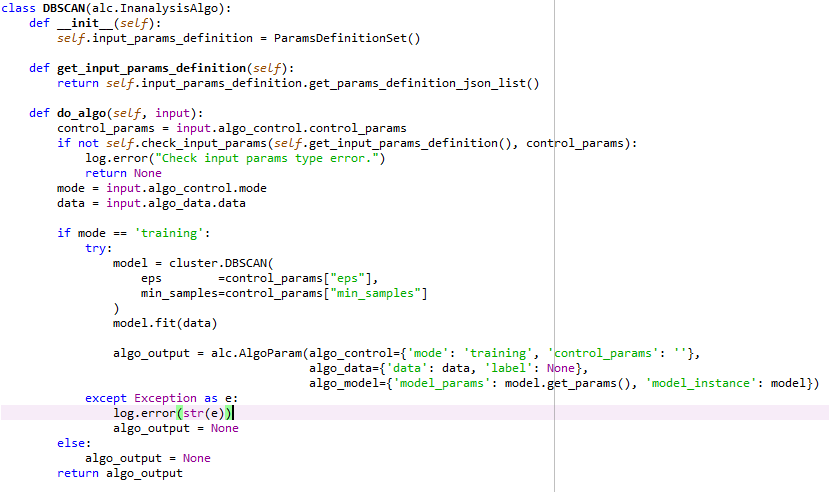 class DBSCAN(alc.InanalysisAlgo):
    def __init__(self):
        self.input_params_definition = ParamsDefinitionSet()

    def get_input_params_definition(self):
        return self.input_params_definition.get_params_definition_json_list()

    def do_algo(self, input):
        control_params = input.algo_control.control_params
        if not self.check_input_params(self.get_input_params_definition(), control_params):
            log.error("Check input params type error.")
            return None
        mode = input.algo_control.mode
        data = input.algo_data.data

        if mode == 'training':
            try:
                model = cluster.DBSCAN(
                    eps        =control_params["eps"],
                    min_samples=control_params["min_samples"]
                )
                model.fit(data)

                algo_output = alc.AlgoParam(algo_control={'mode': 'training', 'control_params': ''},
                                            algo_data={'data': data, 'label': None},
                                            algo_model={'model_params': model.get_params(), 'model_instance': model})
            except Exception as e:
                log.error(str(e))
                algo_output = None
        else:
            algo_output = None
        return algo_output